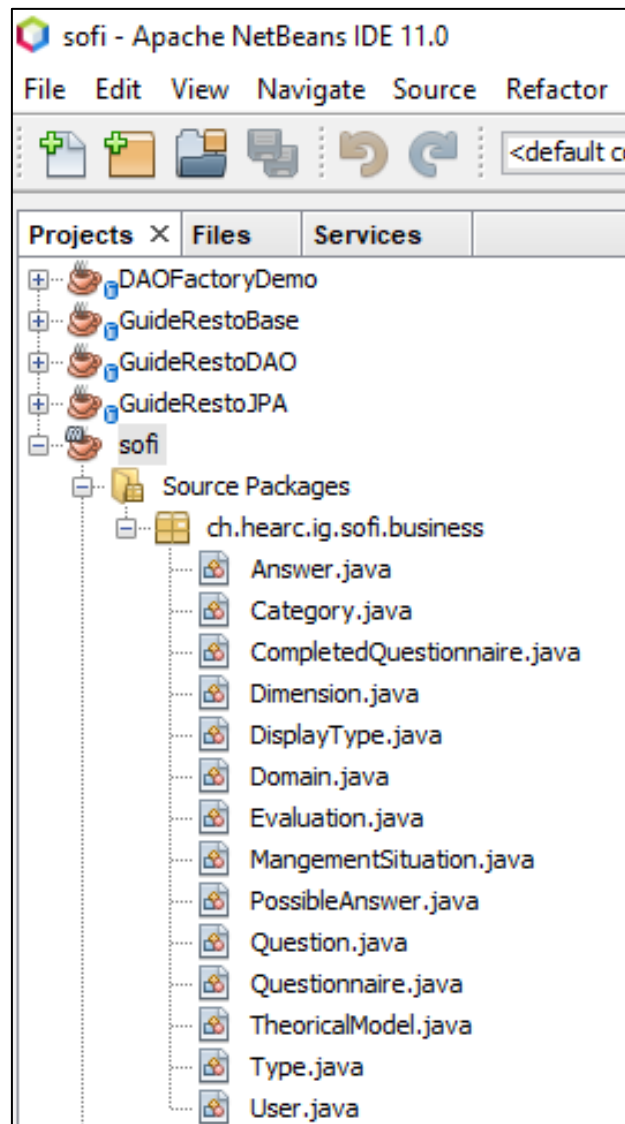 sofi - Apache NetBeans IDE 11.0
File Edit View Navigate Source Refactor
<default co
Projects Files Services
DAOFactoryDemo
GuideRestoBase
GuideRestoDAO
GuideRestoJPA
sofi
Source Packages
ch.hearc.ig.sofi.business
Answer.java
Category.java
CompletedQuestionnaire.java
Dimension.java
DisplayType.java
Domain.java
Evaluation.java
MangementSituation.java
PossibleAnswer.java
Question.java
Questionnaire.java
TheoricalModel.java
Type.java
User.java